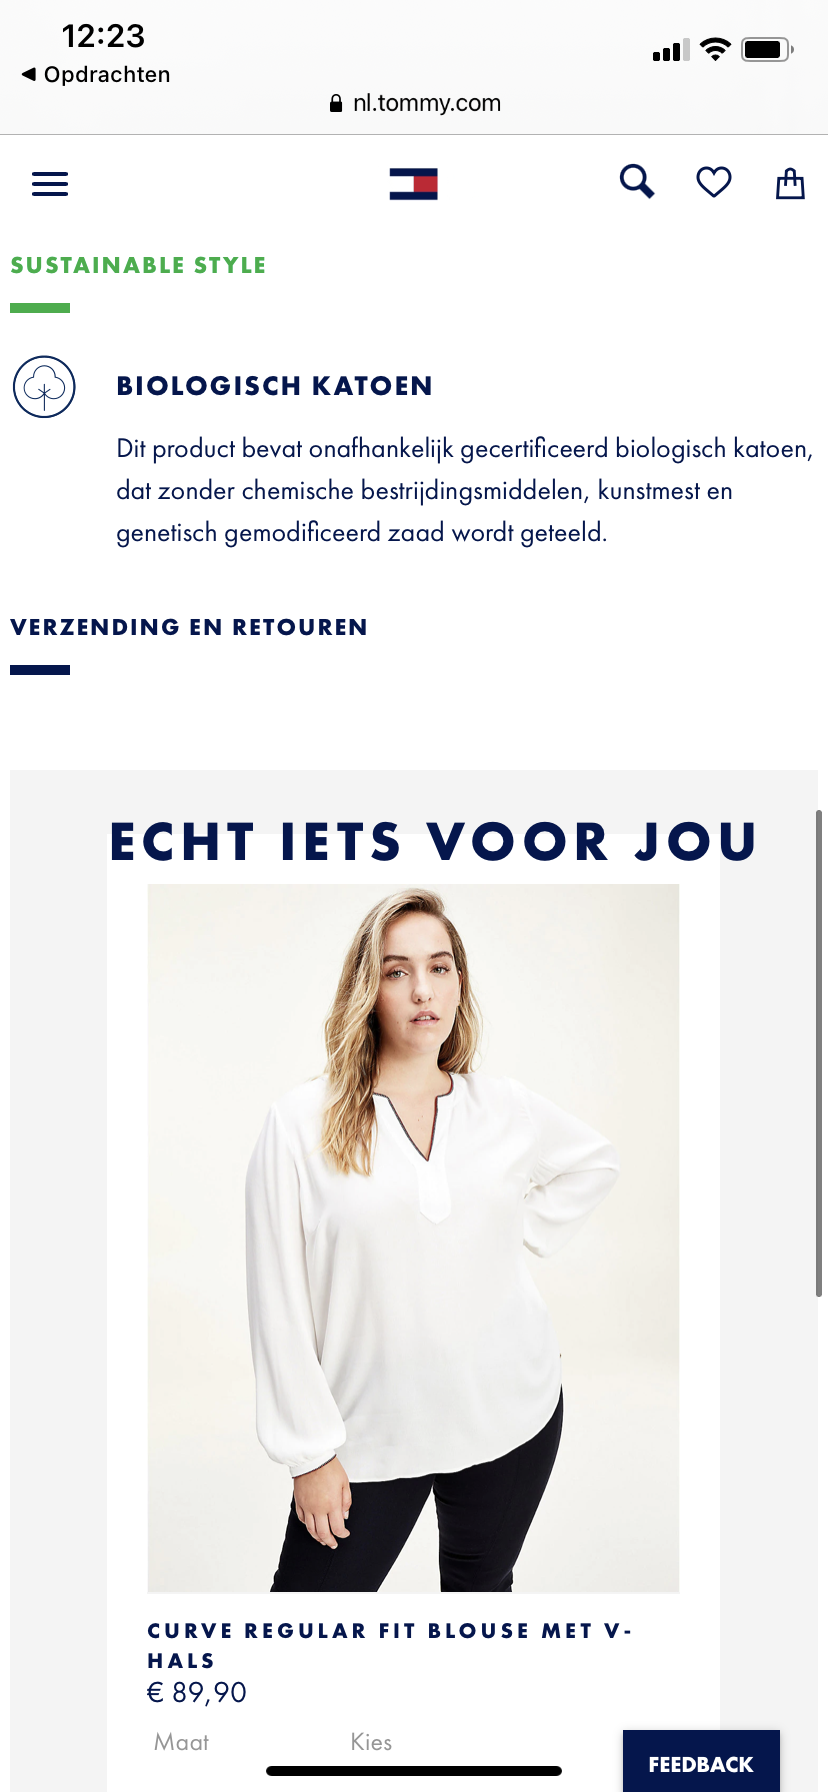 12:23
◀ Opdrachten
nl.tommy.com
SUSTAINABLE STYLE
BIOLOGISCH KATOEN
Dit product bevat onafhankelijk gecertificeerd biologisch katoen,
dat zonder chemische bestrijdingsmiddelen, kunstmest en
genetisch gemodificeerd zaad wordt geteeld.
VERZENDING EN RETOUREN
ECHT IETS VOOR JOU
CURVE REGULAR FIT BLOUSE MET V-
HALS
€ 89,90
Maat Kies
FEEDBACK